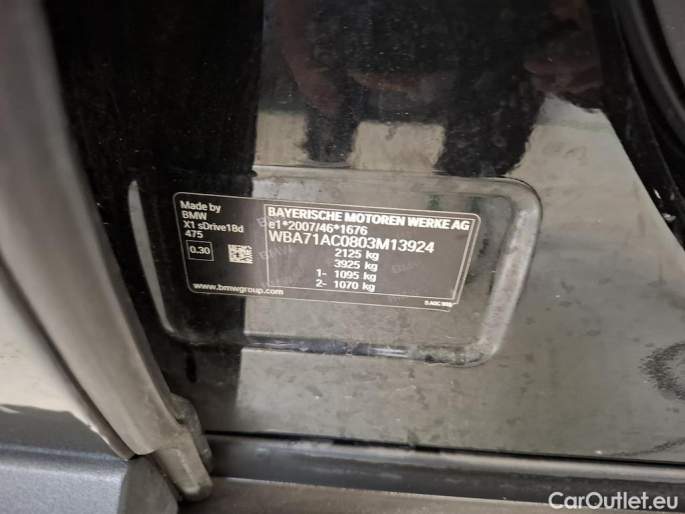 Made by
BMW
X1 sDrive18d
475
0.30
www.bmwgroup.com
BAYERISCHE MOTOREN WERKE AG
e1*2007/46*1676
WBA71AC0803M13924
2125 kg
3925 kg
1- 1095 kg
2- 1070 kg
CarOutlet.eu